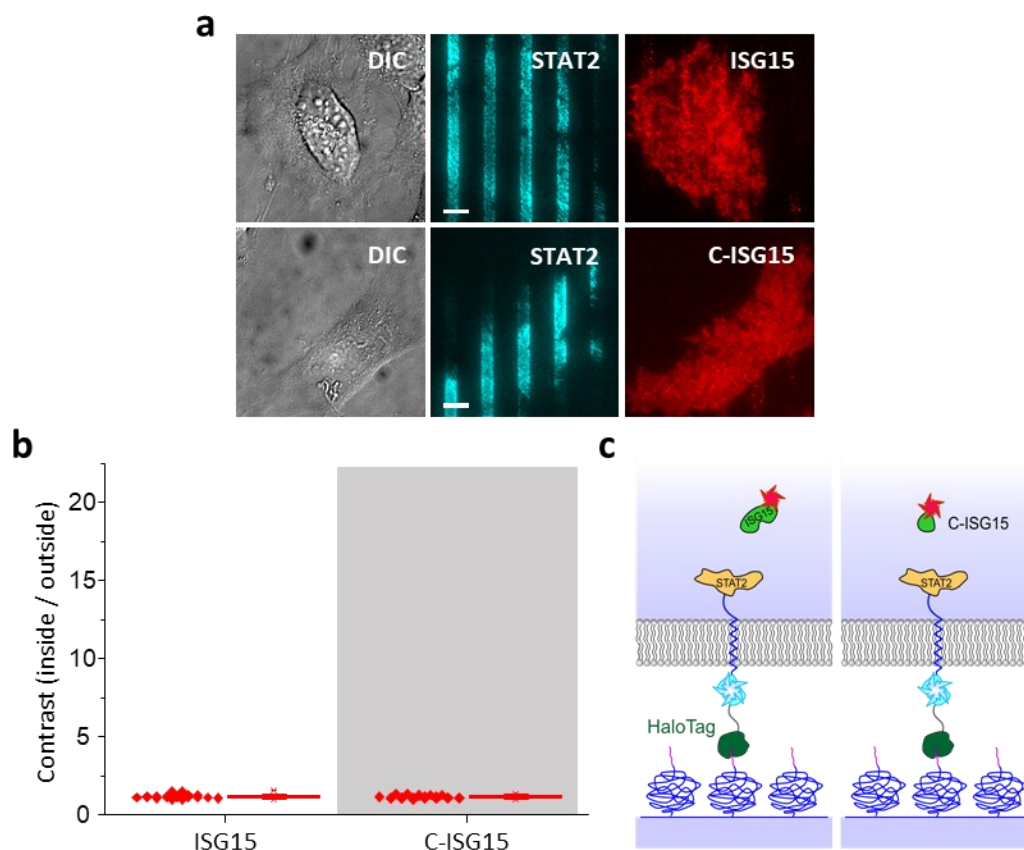 a
DIC
STAT2
ISG15
DIC
STAT2
C-ISG15
b
Contrast (inside / outside)
20
15
10
5
0
ISG15
C-ISG15
c
ISG15
C-ISG15
STAT2
STAT2
HaloTag